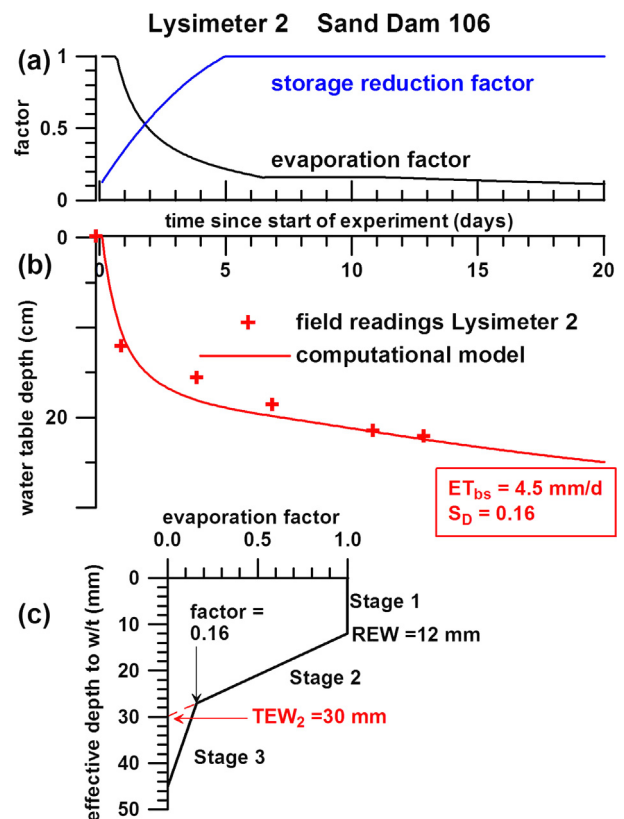 Lysimeter 2 Sand Dam 106
(a)
1
0.5
0
factor
storage reduction factor
evaporation factor
time since start of experiment (days)
0 5 10 15 20
(b)
0
20
water table depth (cm)
field readings Lysimeter 2
computational model
ET_bs = 4.5 mm/d
S_D = 0.16
evaporation factor
0.0 0.5 1.0
(c)
0
10
20
30
40
50
effective depth to w/t (mm)
factor =
0.16
Stage 1
REW =12 mm
Stage 2
TEW_2 =30 mm
Stage 3